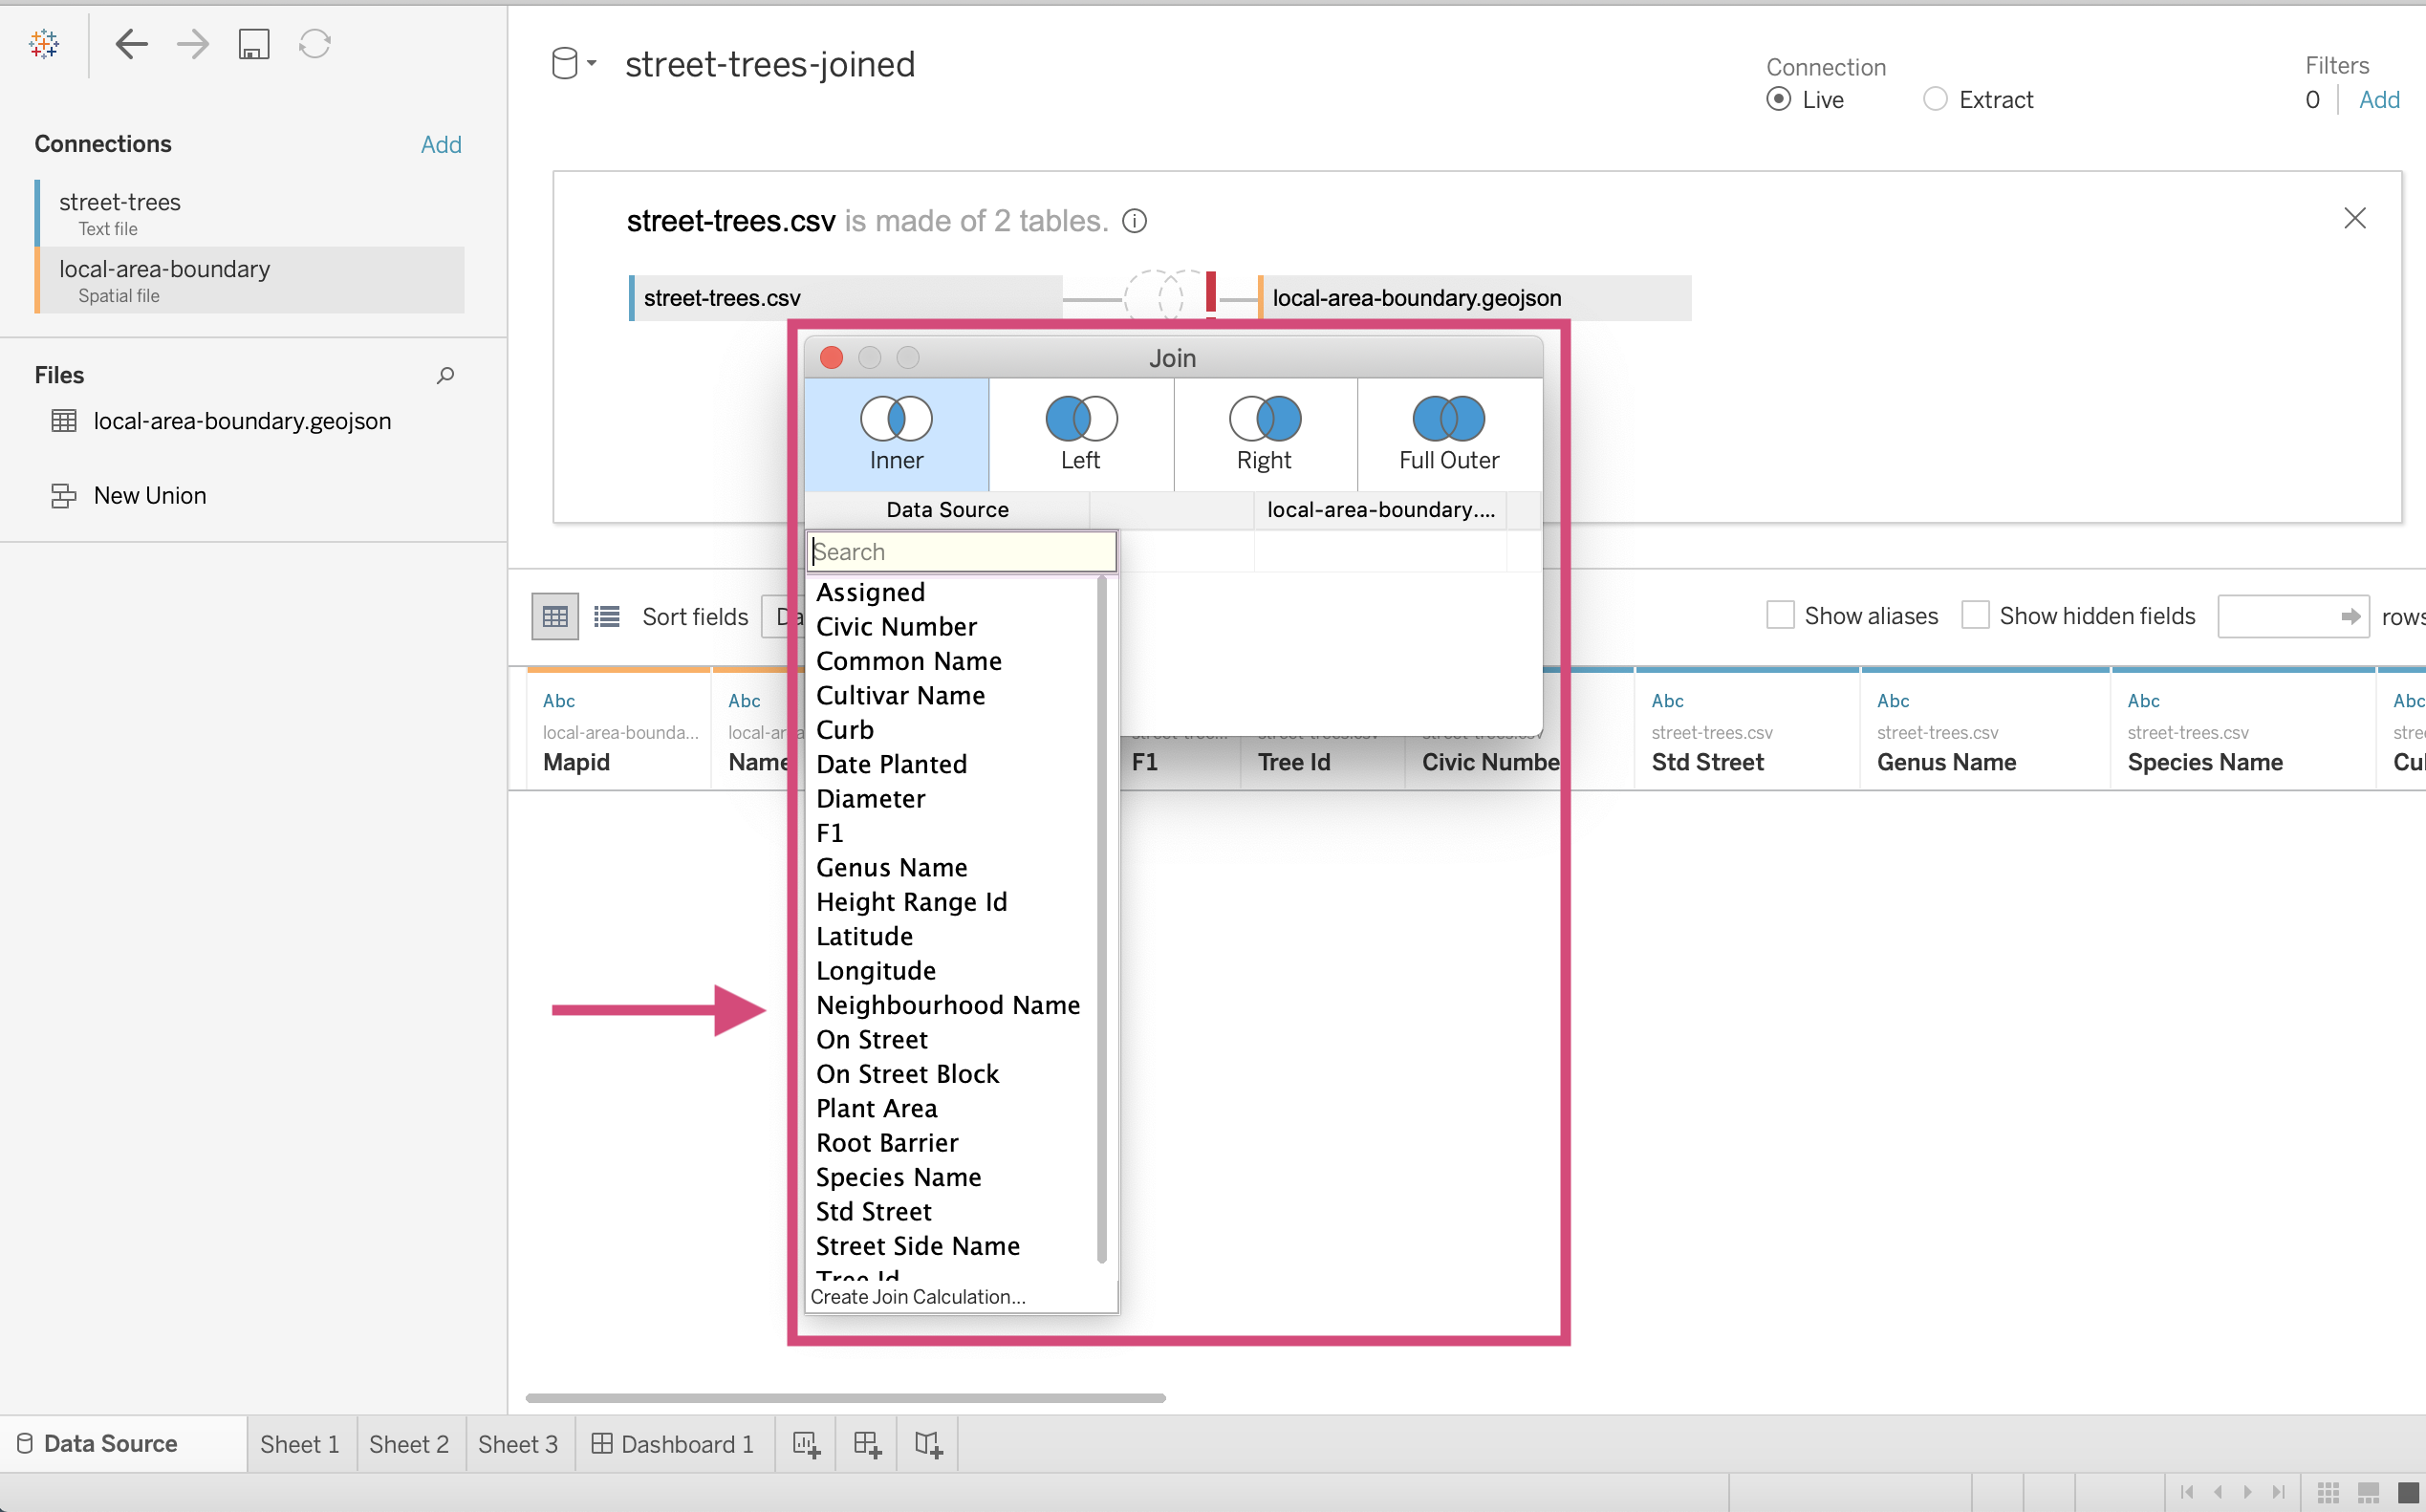 street-trees-joined
Connection
Live
Extract
Filters
0
Add
Connections
Add
street-trees
Text file
local-area-boundary
Spatial file
Files
local-area-boundary.geojson
New Union
street-trees.csv is made of 2 tables.
street-trees.csv
local-area-boundary.geojson
Join
Inner
Left
Right
Full Outer
Data Source
local-area-boundary....
Search
Assigned
Civic Number
Common Name
Cultivar Name
Curb
Date Planted
Diameter
F1
Genus Name
Height Range Id
Latitude
Longitude
Neighbourhood Name
On Street
On Street Block
Plant Area
Root Barrier
Species Name
Std Street
Street Side Name
Tree Id
Create Join Calculation...
Sort fields
Da
Show aliases
Show hidden fields
rows
Abc
local-area-bounda...
Mapid
Abc
local-ar
Name
F1
Tree Id
Civic Numbe
Abc
street-trees.csv
Std Street
Abc
street-trees.csv
Genus Name
Abc
street-trees.csv
Species Name
Abc
stre
Cul
Data Source
Sheet 1
Sheet 2
Sheet 3
Dashboard 1